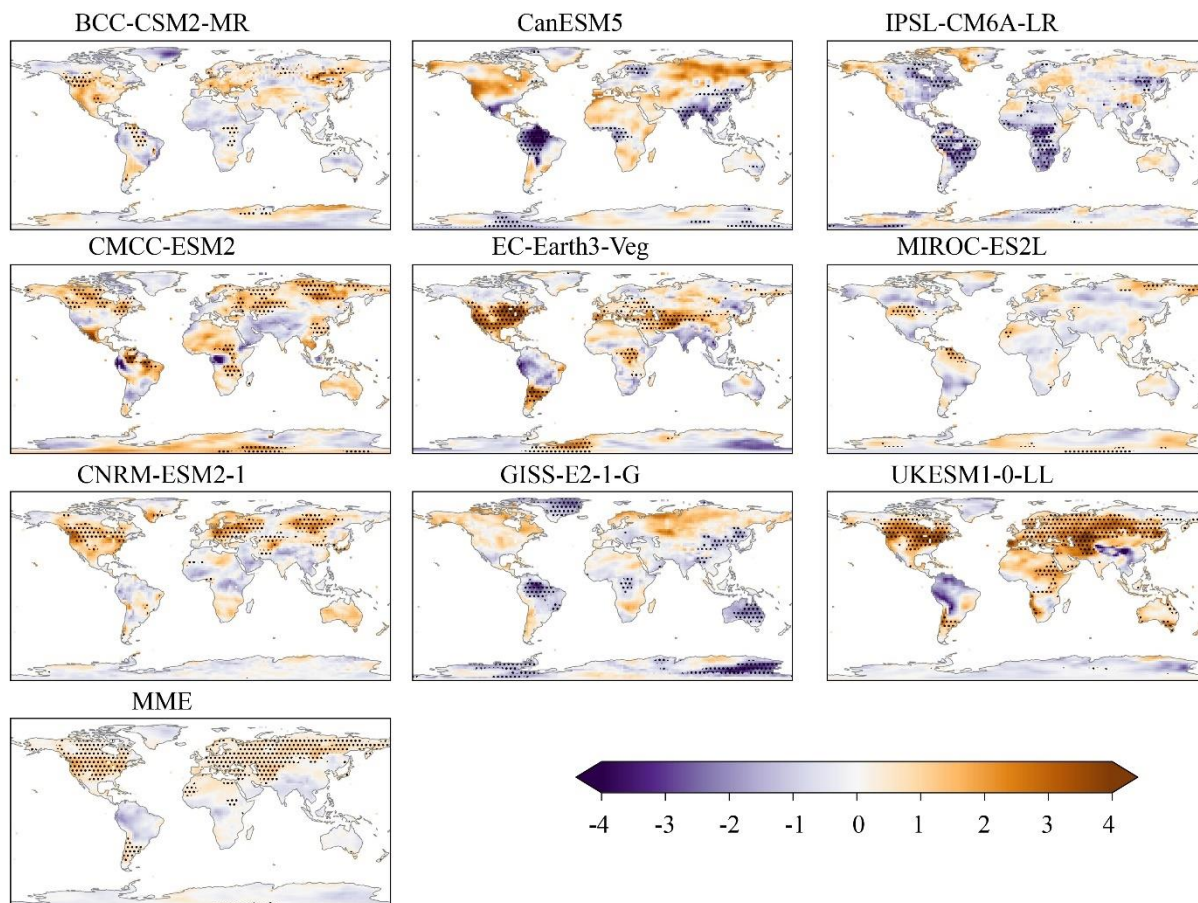 BCC-CSM2-MR
CanESM5
IPSL-CM6A-LR
CMCC-ESM2
EC-Earth3-Veg
MIROC-ES2L
CNRM-ESM2-1
GISS-E2-1-G
UKESM1-0-LL
MME
-4 -3 -2 -1 0 1 2 3 4